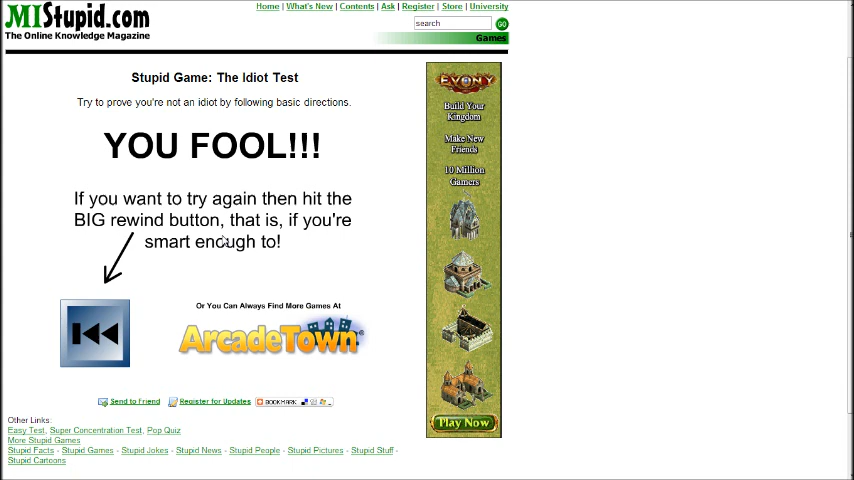 MIStupid.com
The Online Knowledge Magazine
Home | What's New | Contents | Ask | Register | Store | University
search GO
Games
Stupid Game: The Idiot Test
Try to prove you're not an idiot by following basic directions.
YOU FOOL!!!
If you want to try again then hit the
BIG rewind button, that is, if you're
smart enough to!
Or You Can Always Find More Games At
ArcadeTown
Send to Friend
Register for Updates
BOOKMARK
Other Links:
Easy Test, Super Concentration Test, Pop Quiz
More Stupid Games
Stupid Facts - Stupid Games - Stupid Jokes - Stupid News - Stupid People - Stupid Pictures - Stupid Stuff -
Stupid Cartoons
EVONY
Build Your
Kingdom
Make New
Friends
10 Million
Gamers
Play Now